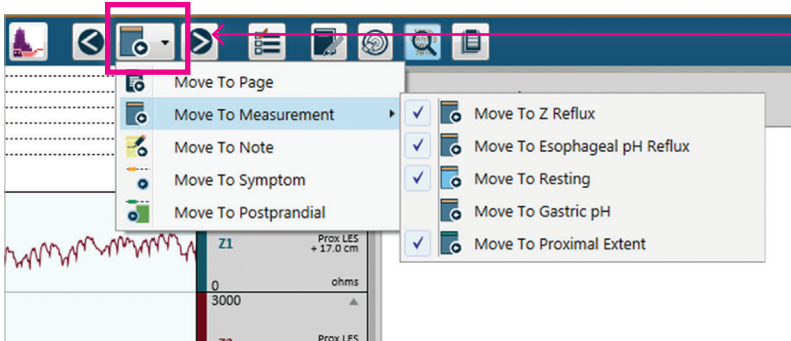 Move To Page
Move To Measurement
Move To Note
Move To Symptom
Move To Postprandial
Move To Z Reflux
Move To Esophageal pH Reflux
Move To Resting
Move To Gastric pH
Move To Proximal Extent
Z1
Prox LES
+ 17.0 cm
0
ohms
3000
Prox LES